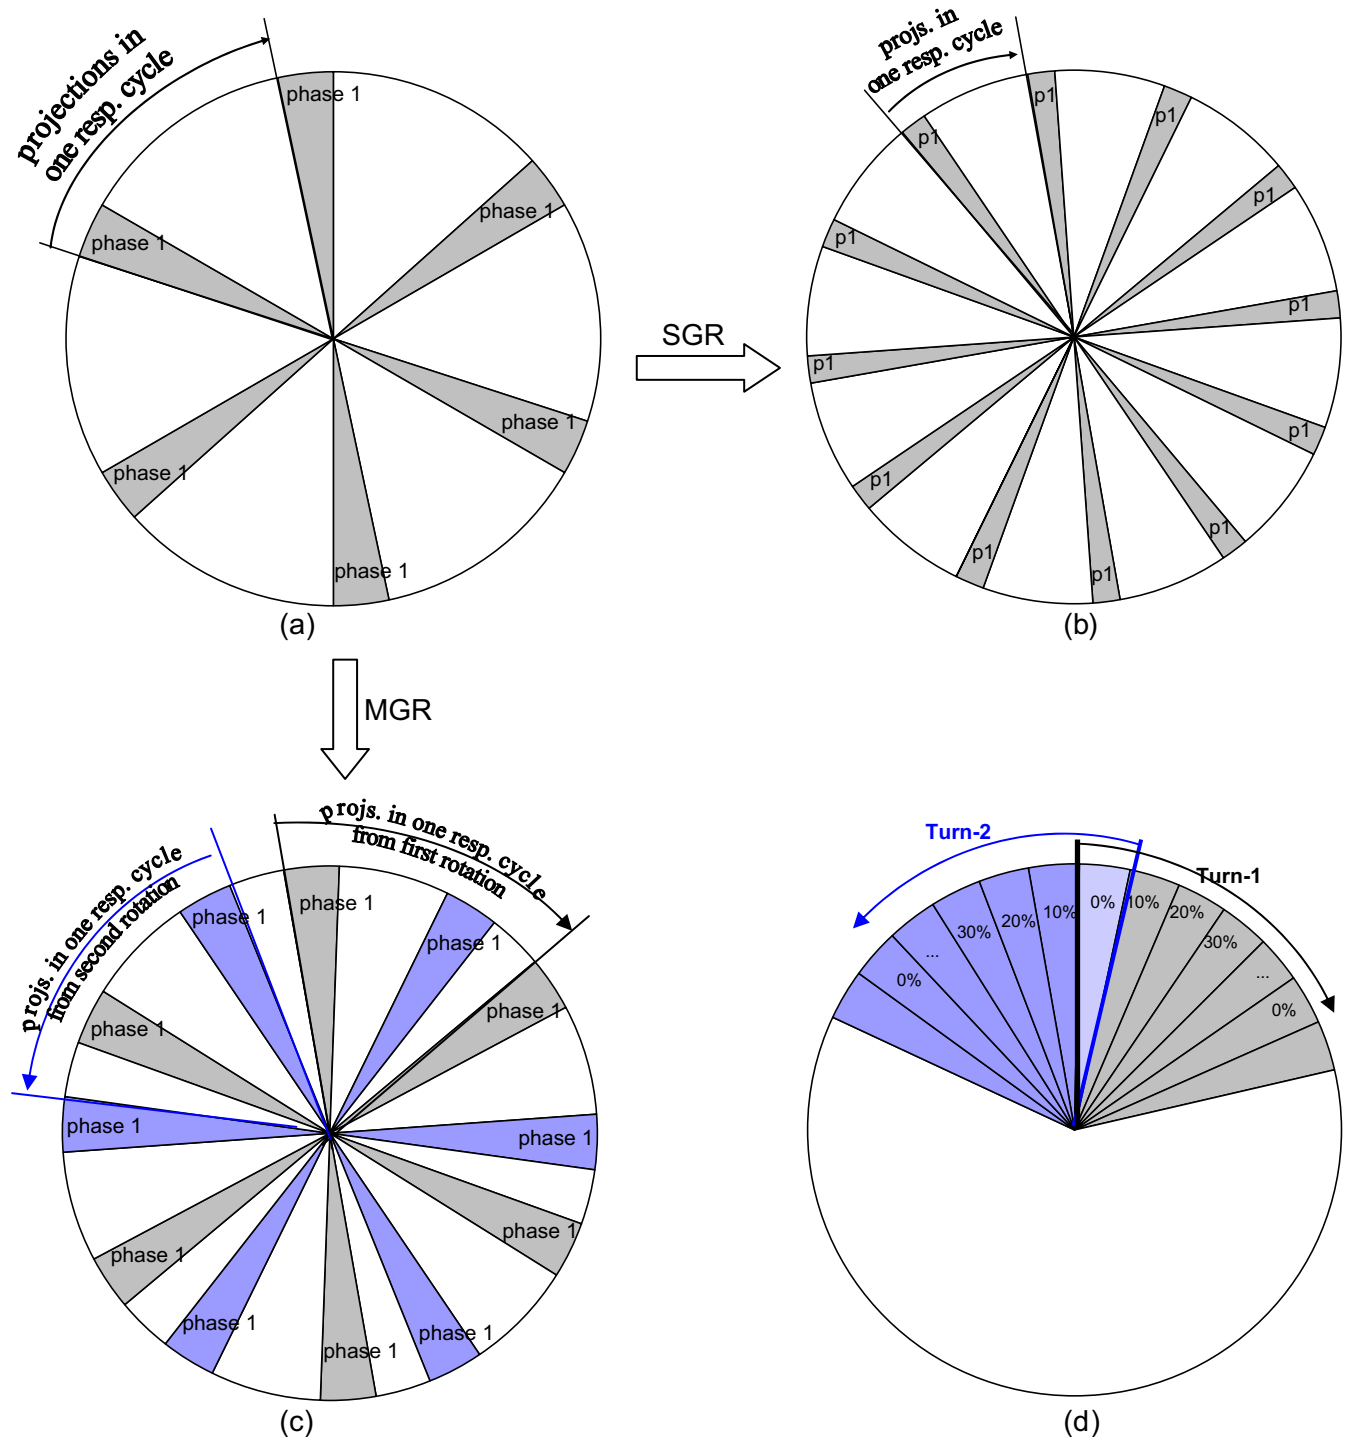 projections in
one resp. cycle
phase 1
phase 1
phase 1
phase 1
phase 1
phase 1
(a)
SGR
projs. in
one resp. cycle
p1
p1
p1
p1
p1
p1
p1
p1
p1
p1
p1
p1
p1
(b)
MGR
projs. in one resp. cycle
from first rotation
projs. in one resp. cycle
from second rotation
phase 1
phase 1
phase 1
phase 1
phase 1
phase 1
phase 1
phase 1
phase 1
phase 1
phase 1
phase 1
(c)
Turn-2
Turn-1
0%
10%
20%
30%
...
0%
10%
20%
30%
...
0%
(d)